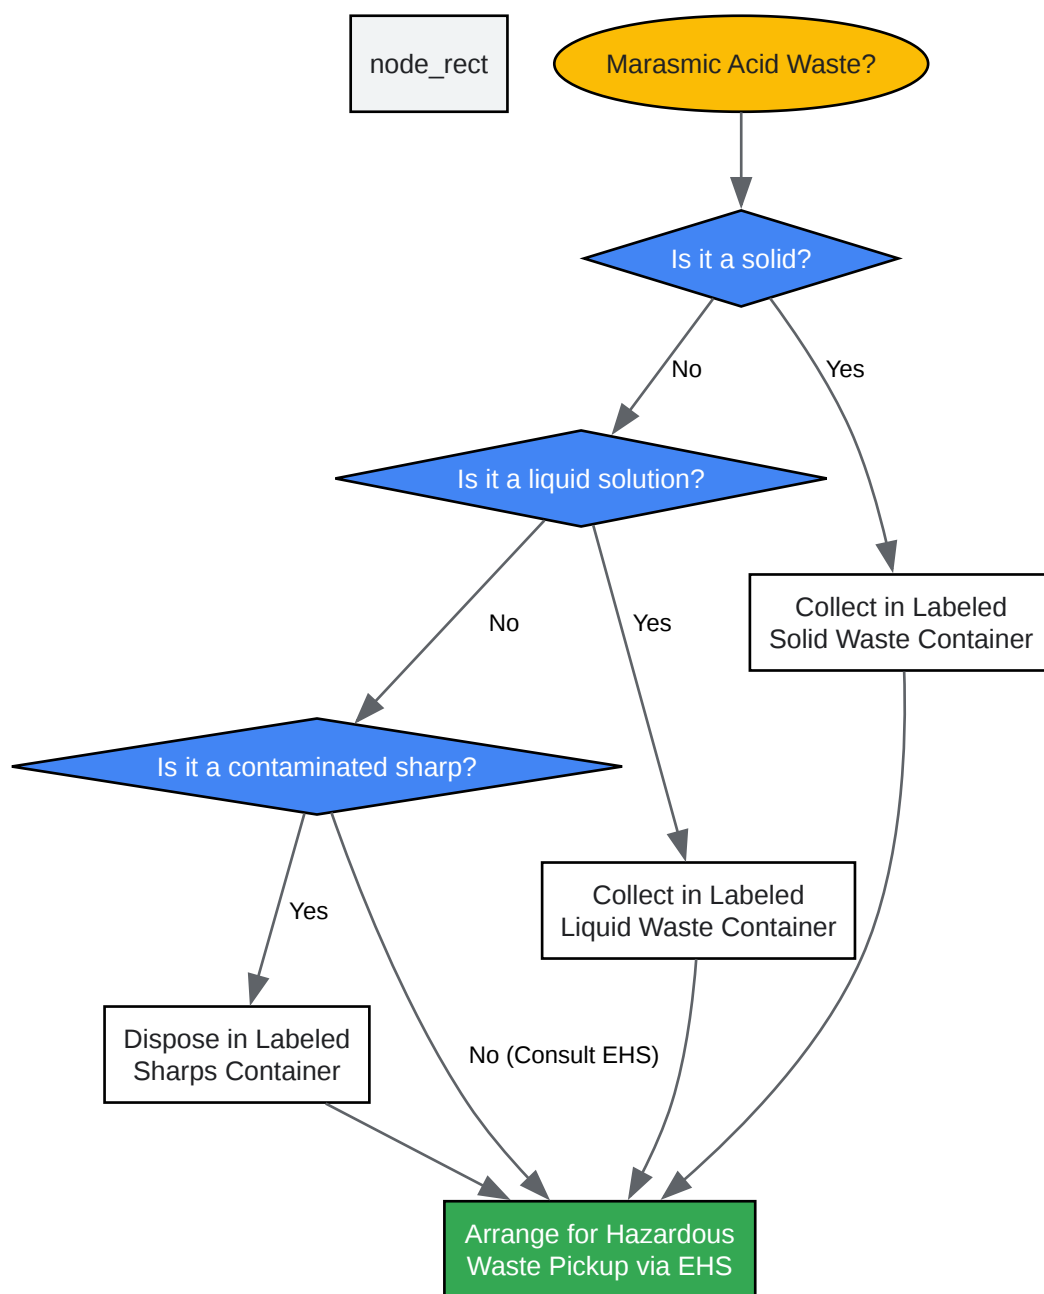 node_rect
Marasmic Acid Waste?
Is it a solid?
No
Yes
Is it a liquid solution?
Collect in Labeled
Solid Waste Container
No
Yes
Is it a contaminated sharp?
Collect in Labeled
Liquid Waste Container
Yes
Dispose in Labeled
Sharps Container
No (Consult EHS)
Arrange for Hazardous
Waste Pickup via EHS